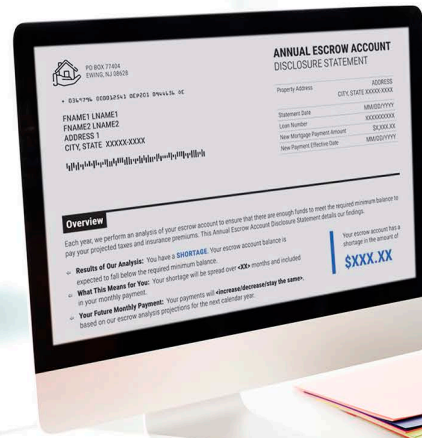 PO BOX 77404
EWING, NJ 08628
ANNUAL ESCROW ACCOUNT
DISCLOSURE STATEMENT
FNAME1 LNAME1
FNAME2 LNAME2
ADDRESS 1
CITY, STATE XXXXX-XXXX
Property Address ADDRESS
CITY, STATE XXXXX-XXXX
Statement Date MM/DD/YYYY
Loan Number XXXXXXXXXX
New Mortgage Payment Amount $X,XXX.XX
New Payment Effective Date MM/DD/YYYY
Overview
Each year, we perform an analysis of your escrow account to ensure that there are enough funds to meet the required minimum balance to
pay your projected taxes and insurance premiums. This Annual Escrow Account Disclosure Statement details our findings.
Results of Our Analysis: You have a SHORTAGE. Your escrow account balance is
expected to fall below the required minimum balance.
What This Means for You: Your shortage will be spread over <XX> months and included
in your monthly payment.
Your Future Monthly Payment: Your payments will <increase/decrease/stay the same>,
based on our escrow analysis projections for the next calendar year.
Your escrow account has a
shortage in the amount of
$XXX.XX